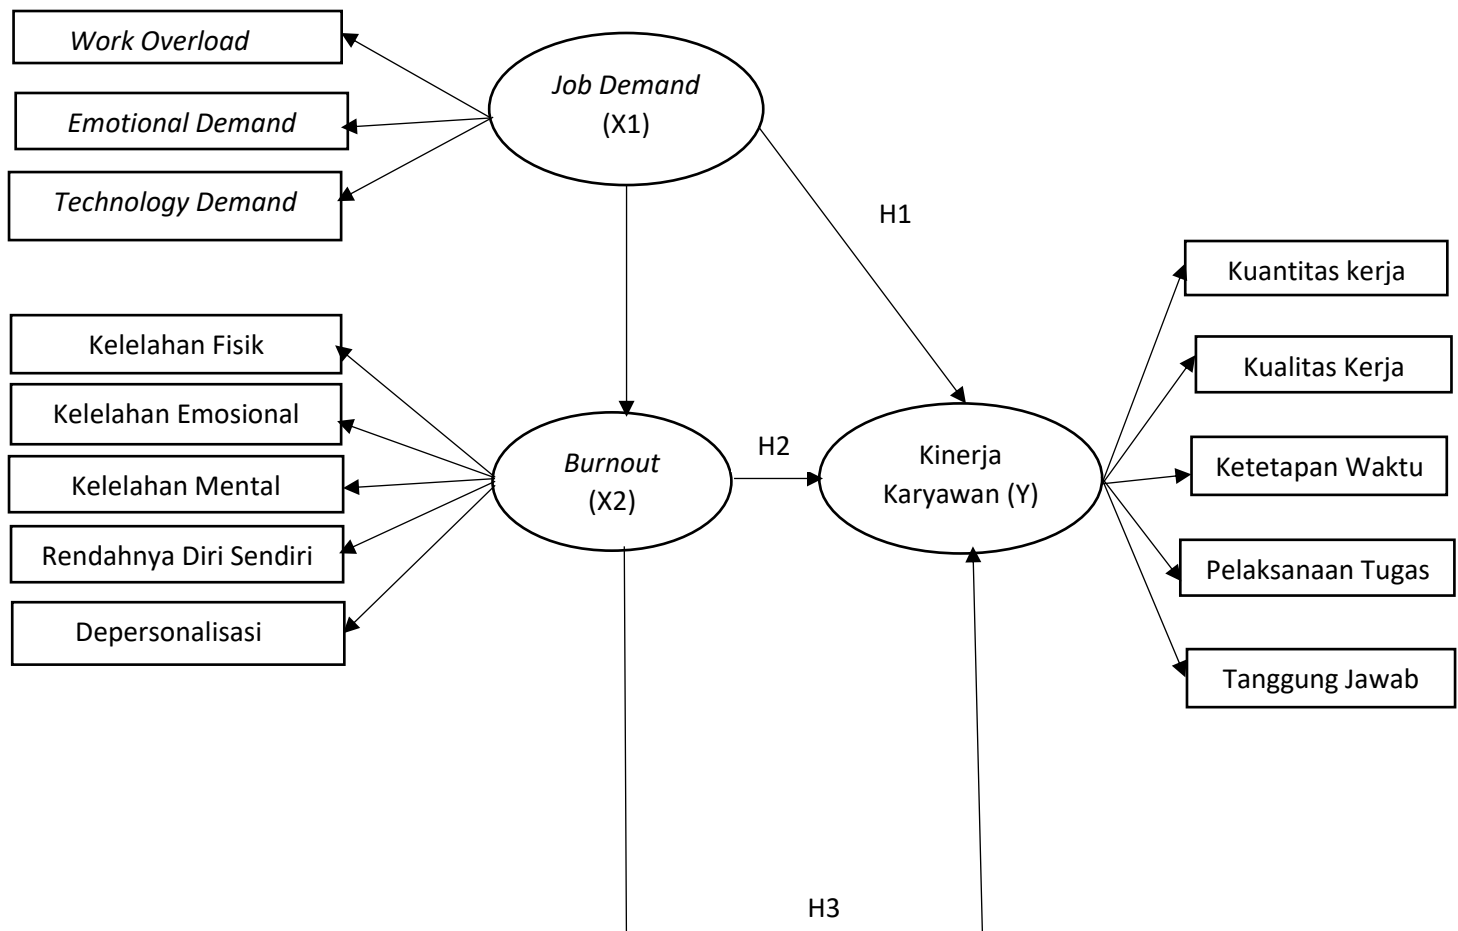 Work Overload
Emotional Demand
Technology Demand
Job Demand
(X1)
H1
Kelelahan Fisik
Kelelahan Emosional
Kelelahan Mental
Rendahnya Diri Sendiri
Depersonalisasi
Burnout
(X2)
H2
Kinerja
Karyawan (Y)
Kuantitas kerja
Kualitas Kerja
Ketetapan Waktu
Pelaksanaan Tugas
Tanggung Jawab
H3